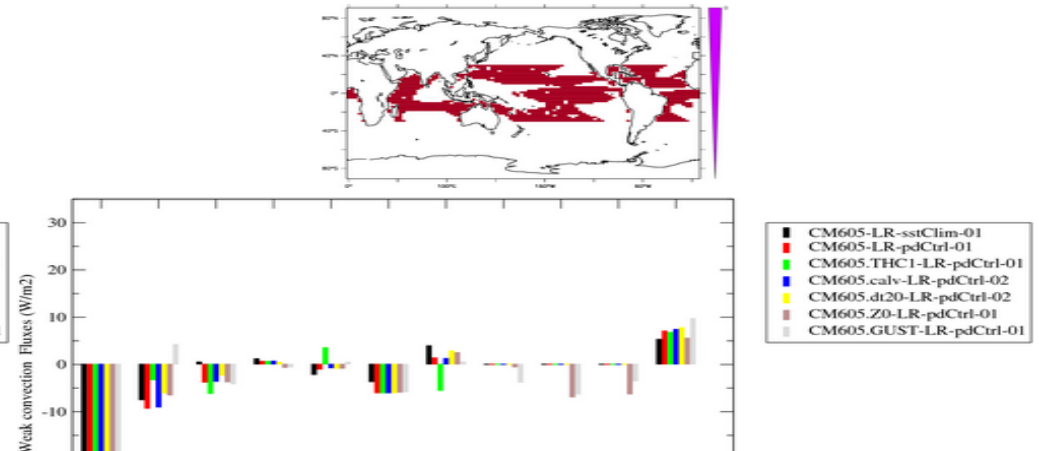 30
20
10
0
-10
Weak convection Fluxes (W/m2)
CM605-LR-sstClim-01
CM605-LR-pdCtrl-01
CM605.THC1-LR-pdCtrl-01
CM605.calv-LR-pdCtrl-02
CM605.dt20-LR-pdCtrl-02
CM605.Z0-LR-pdCtrl-01
CM605.GUST-LR-pdCtrl-01